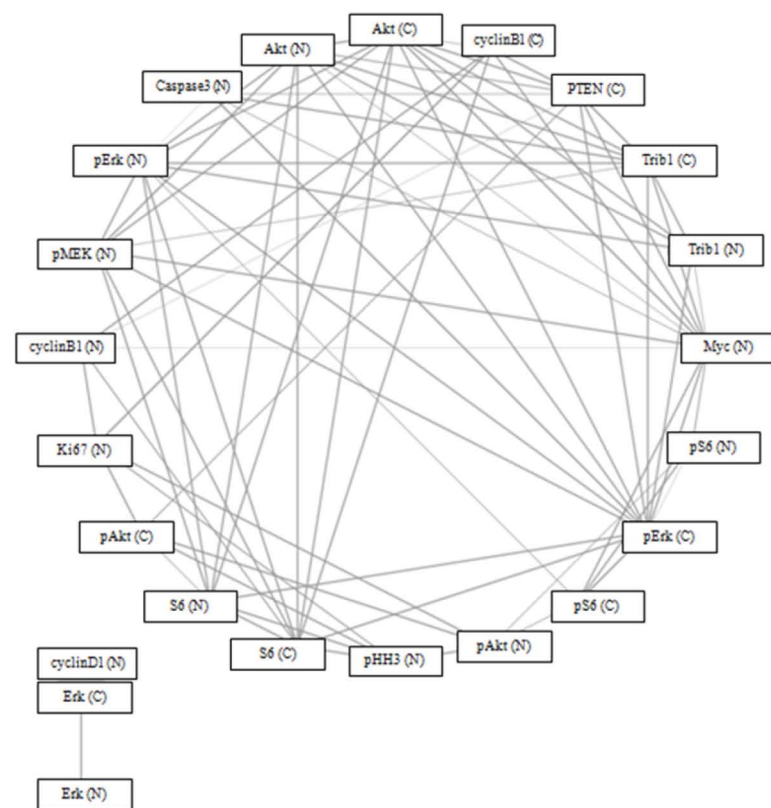 Akt (C)
cyclinB1 (C)
Akt (N)
Caspase3 (N)
PTEN (C)
pErk (N)
Trib1 (C)
pMEK (N)
Trib1 (N)
cyclinB1 (N)
Myc (N)
Ki67 (N)
pS6 (N)
pAkt (C)
pErk (C)
S6 (N)
pS6 (C)
S6 (C)
pHH3 (N)
pAkt (N)
cyclinD1 (N)
Erk (C)
Erk (N)